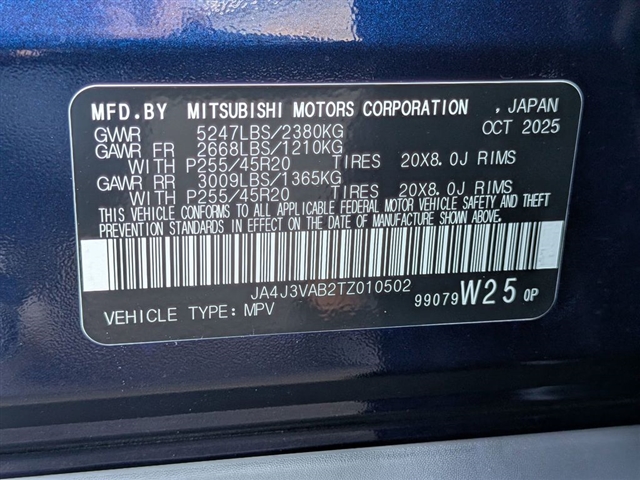 MFD.BY MITSUBISHI MOTORS CORPORATION , JAPAN
GWWR 5247LBS/2380KG OCT 2025
GAWR FR 2668LBS/1210KG
WITH P255/45R20 TIRES 20X8.0J RIMS
GAWR RR 3009LBS/1365KG
WITH P255/45R20 TIRES 20X8.0J RIMS
THIS VEHICLE CONFORMS TO ALL APPLICABLE FEDERAL MOTOR VEHICLE SAFETY AND THEFT
PREVENTION STANDARDS IN EFFECT ON THE DATE OF MANUFACTURE SHOWN ABOVE.
JA4J3VAB2TZ010502
VEHICLE TYPE: MPV 99079 W25 0P